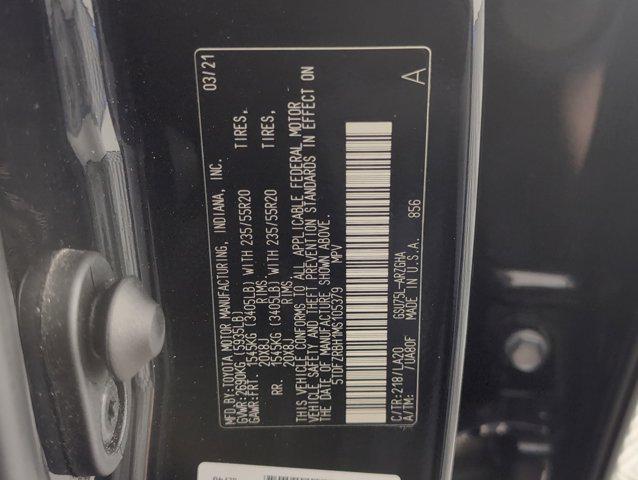 MFD.BY:TOYOTA MOTOR MANUFACTURING, INDIANA, INC. 03/21
GVWR:2690KG(5935LB)
GAWR:FRT. 1545KG (3405LB) WITH 235/55R20 TIRES,
20X8J RIMS,
RR. 1545KG (3405LB) WITH 235/55R20 TIRES,
20X8J RIMS.
THIS VEHICLE CONFORMS TO ALL APPLICABLE FEDERAL MOTOR
VEHICLE SAFETY AND THEFT PREVENTION STANDARDS IN EFFECT ON
THE DATE OF MANUFACTURE SHOWN ABOVE.
5TDFZRBH1MS105379 MPV A
C/TR:218/LA20 GSU75L-ARZGHA
A/TM: /UA80F MADE IN U.S.A. 856